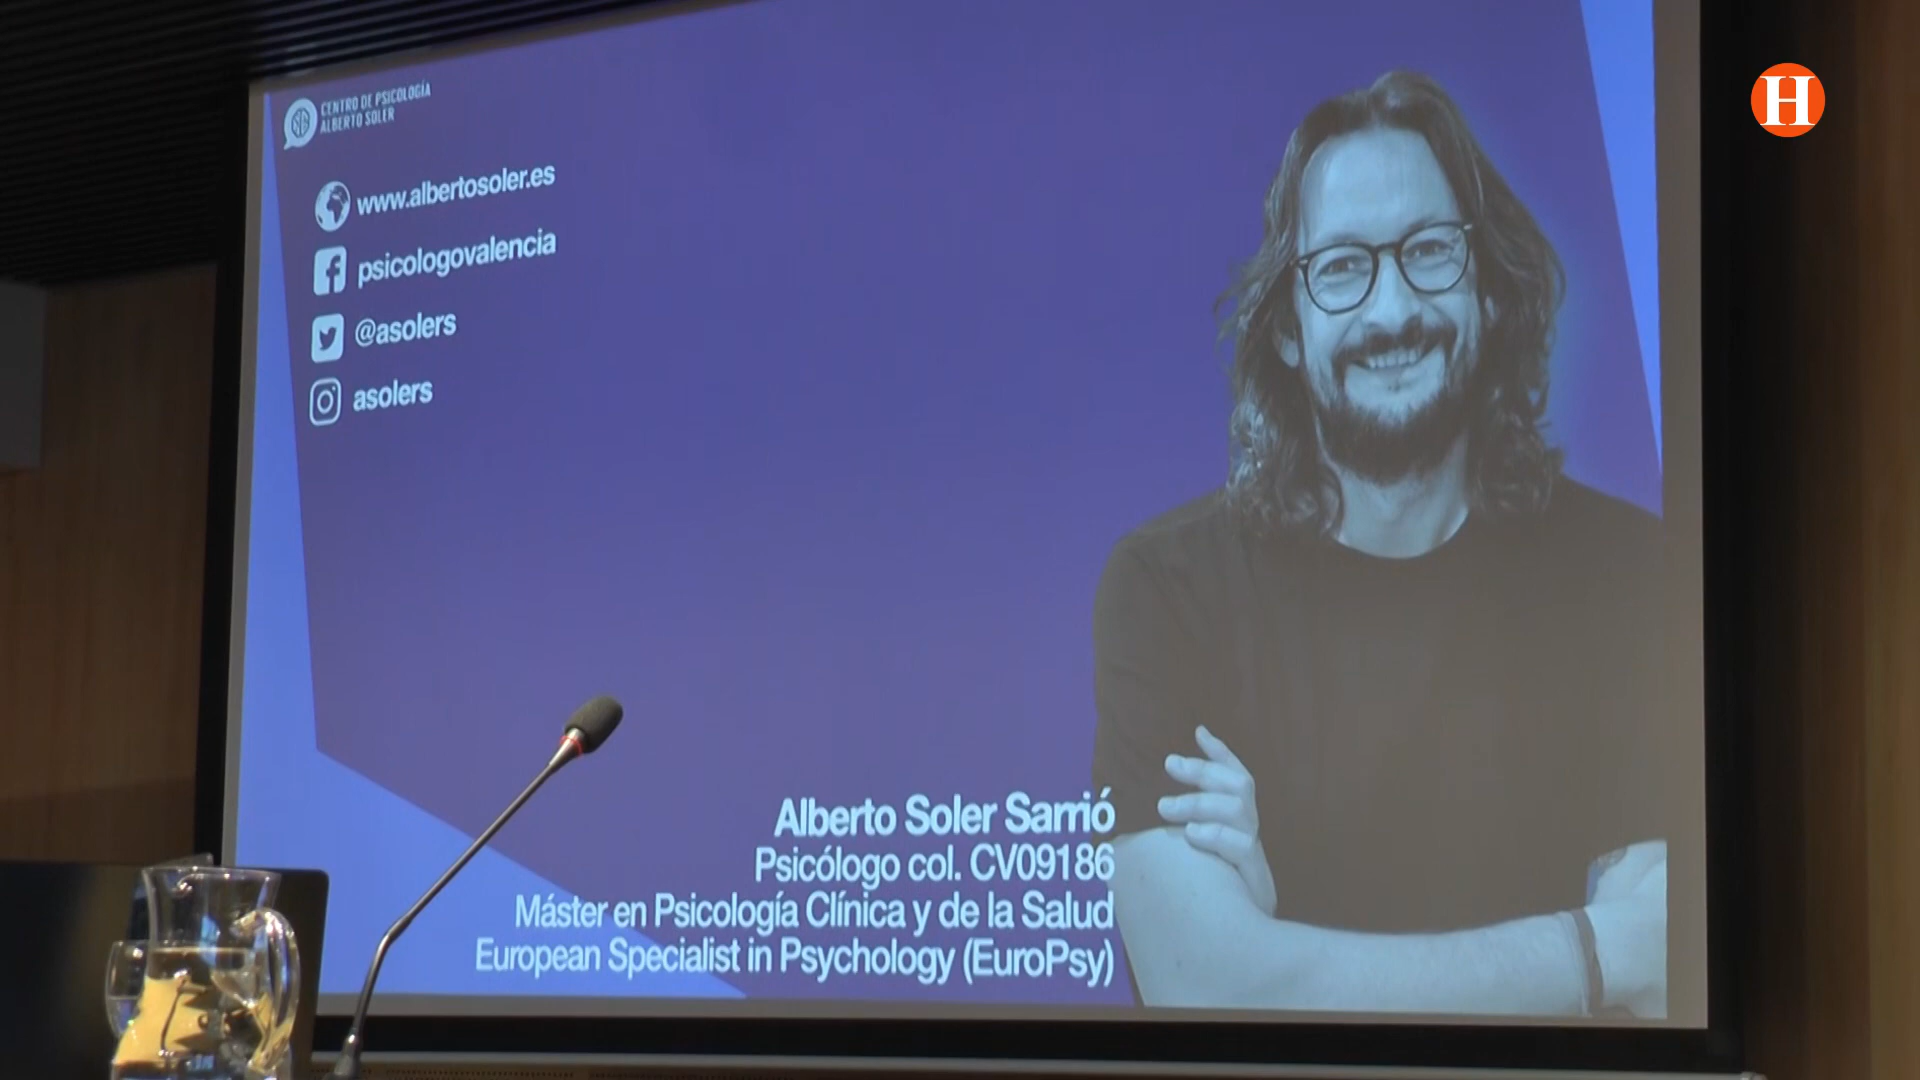 CENTRO DE PSICOLOGÍA
ALBERTO SOLER
www.albertosoler.es
psicologovalencia
@asolers
asolers
H
Alberto Soler Sarrió
Psicólogo col. CV09186
Máster en Psicología Clínica y de la Salud
European Specialist in Psychology (EuroPsy)